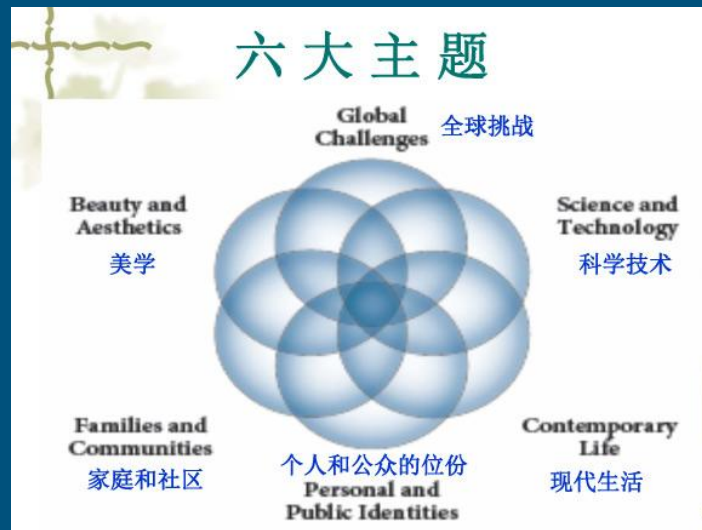 六大主题
Global
Challenges
全球挑战
Beauty and
Aesthetics
美学
Science and
Technology
科学技术
Families and
Communities
家庭和社区
个人和公众的位份
Personal and
Public Identities
Contemporary
Life
现代生活